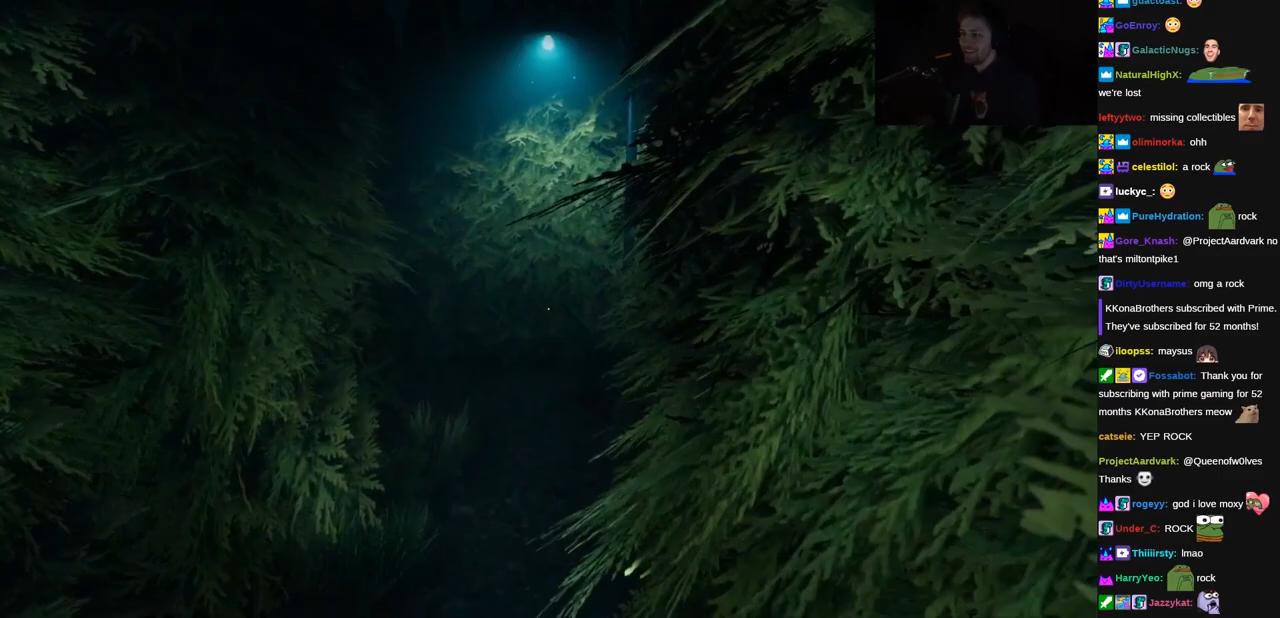 guactoast:
GoEnroy:
GalacticNugs:
NaturalHighX:
we're lost
leftyytwo: missing collectibles
oliminorka: ohh
celestilol: a rock
luckyc_:
PureHydration: rock
Gore_Knash: @ProjectAardvark no
that's miltontpike1
DirtyUsername: omg a rock
KKonaBrothers subscribed with Prime.
They've subscribed for 52 months!
iloopss: maysus
Fossabot: Thank you for
subscribing with prime gaming for 52
months KKonaBrothers meow
catseie: YEP ROCK
ProjectAardvark: @Queenofw0lves
Thanks
rogeyy: god i love moxy
Under_C: ROCK
Thiiiirsty: lmao
HarryYeo: rock
Jazzykat: